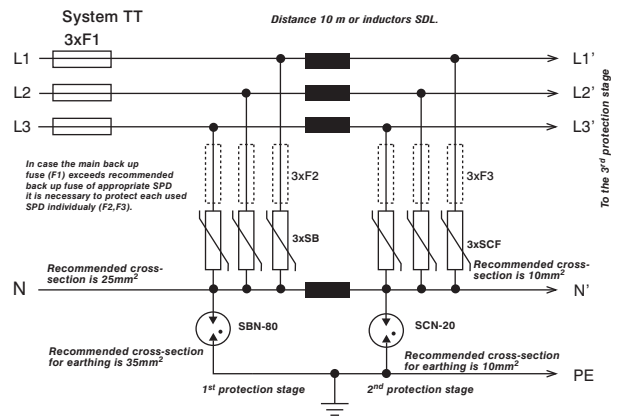 System TT
Distance 10 m or inductors SDL.
3xF1
L1
L1'
L2
L2'
L3
L3'
In case the main back up
fuse (F1) exceeds recommended
back up fuse of appropriate SPD
it is necessary to protect each used
SPD individualy (F2,F3).
3xF2
3xF3
To the 3rd protection stage
3xSB
3xSCF
Recommended cross-
section is 25mm2
Recommended cross-
section is 10mm2
N
N'
SBN-80
SCN-20
Recommended cross-section
for earthing is 35mm2
Recommended cross-section
for earthing is 10mm2
PE
1st protection stage
2nd protection stage